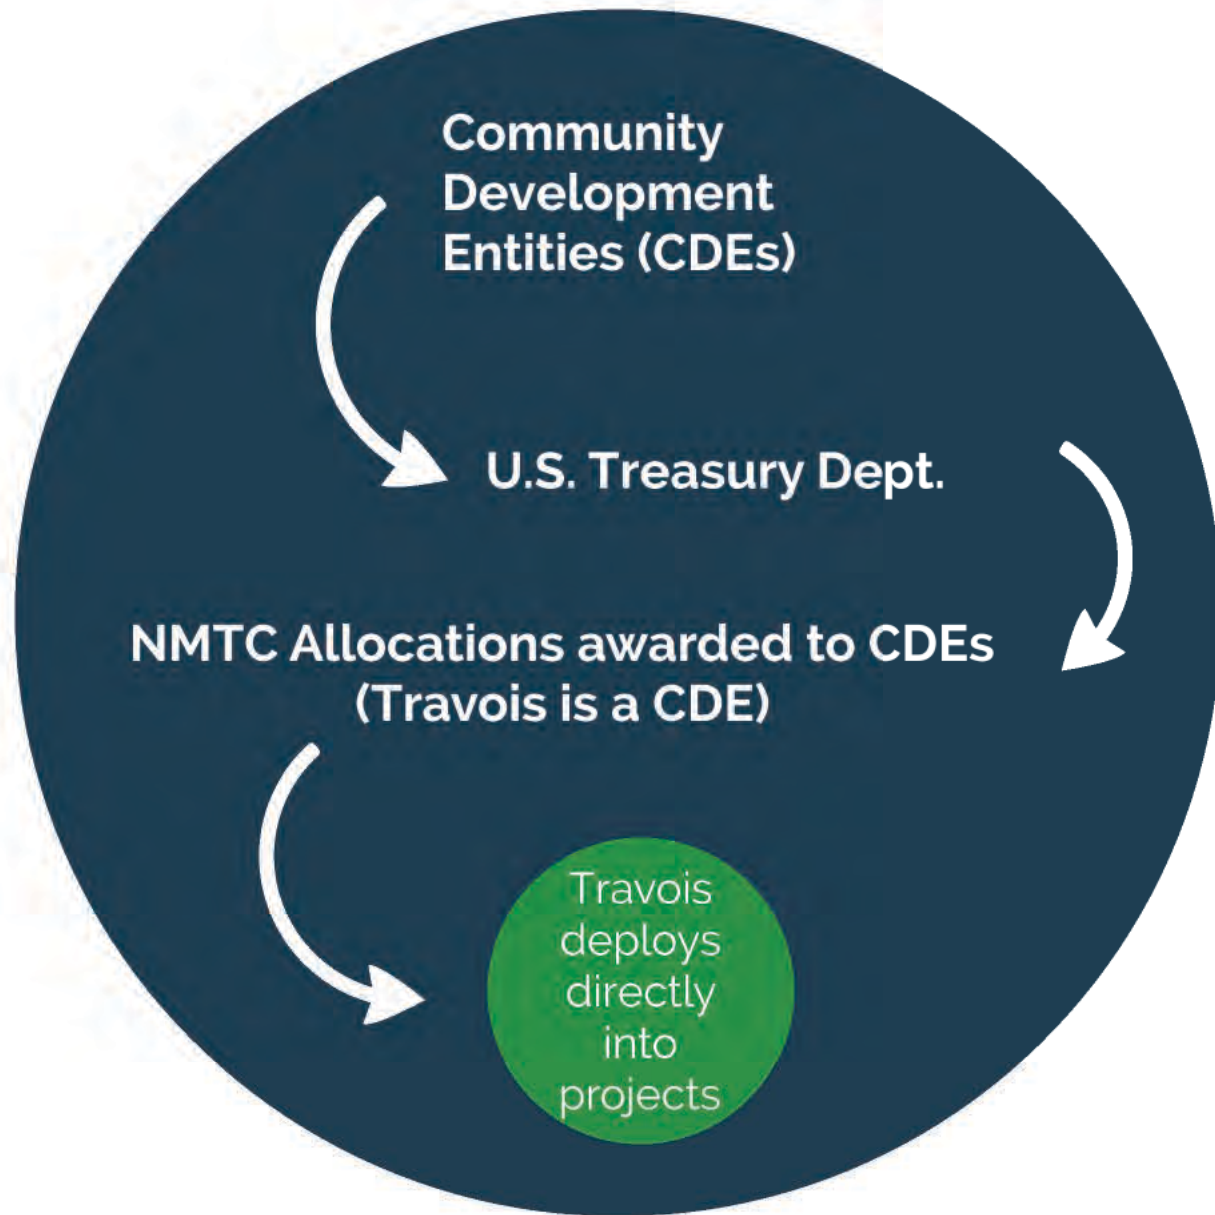 Community
Development
Entities (CDEs)
U.S. Treasury Dept.
NMTC Allocations awarded to CDEs
(Travois is a CDE)
Travois
deploys
directly
into
projects